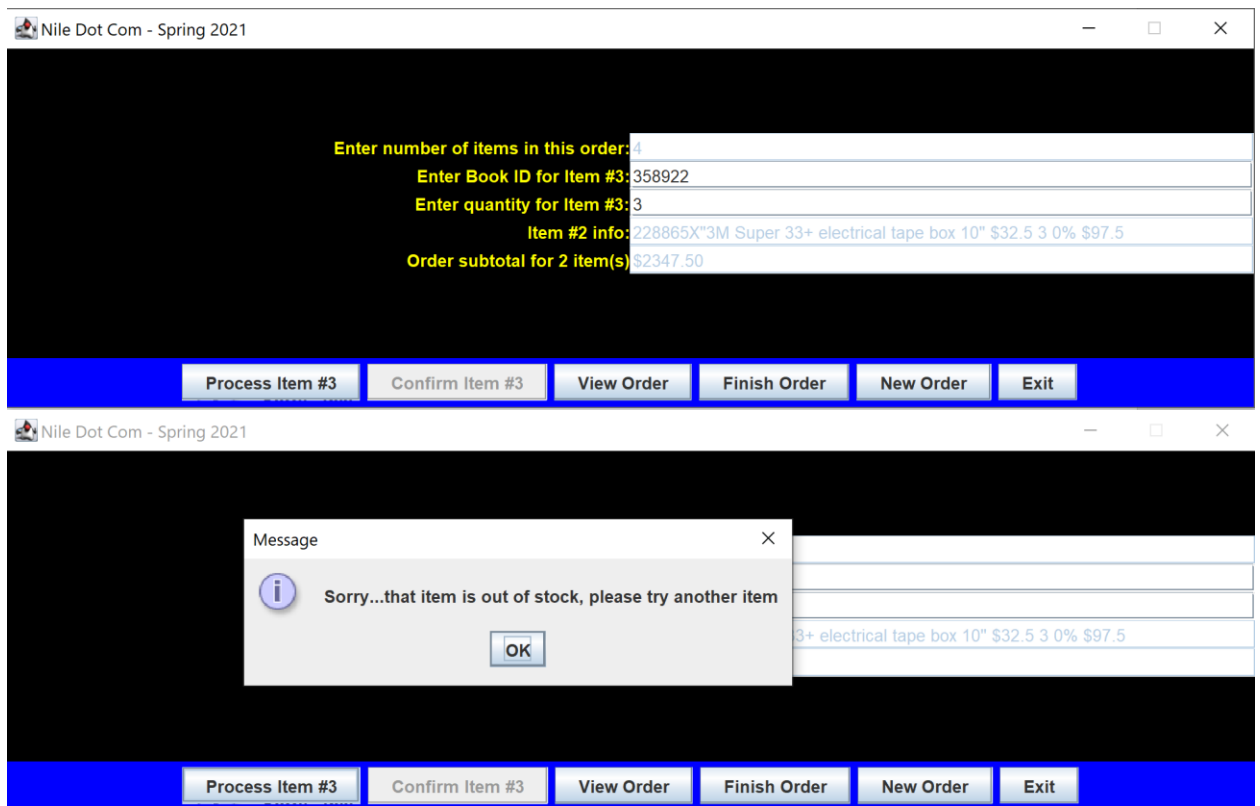 Nile Dot Com - Spring 2021
Enter number of items in this order: 4
Enter Book ID for Item #3: 358922
Enter quantity for Item #3: 3
Item #2 info: 228865X"3M Super 33+ electrical tape box 10" $32.5 3 0% $97.5
Order subtotal for 2 item(s) $2347.50
Process Item #3 Confirm Item #3 View Order Finish Order New Order Exit
Nile Dot Com - Spring 2021
Message
Sorry...that item is out of stock, please try another item
OK
3+ electrical tape box 10" $32.5 3 0% $97.5
Process Item #3 Confirm Item #3 View Order Finish Order New Order Exit